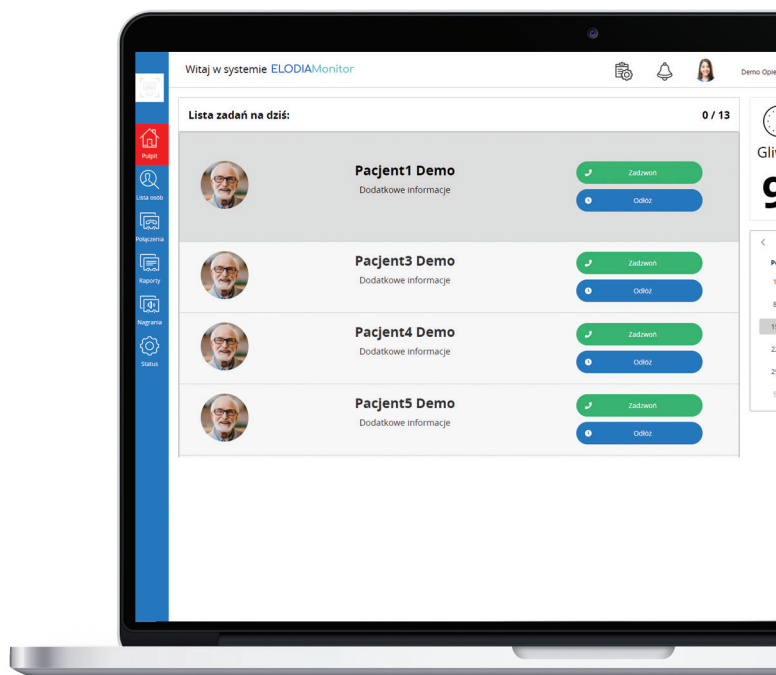 Witaj w systemie ELODIAMonitor
Demo Opie
Lista zadań na dziś:
0 / 13
Pulpit
Lista osób
Połączenia
Raporty
Nagrania
Status
Pacjent1 Demo
Dodatkowe informacje
Zadzwoń
Odłóż
Pacjent3 Demo
Dodatkowe informacje
Zadzwoń
Odłóż
Pacjent4 Demo
Dodatkowe informacje
Zadzwoń
Odłóż
Pacjent5 Demo
Dodatkowe informacje
Zadzwoń
Odłóż